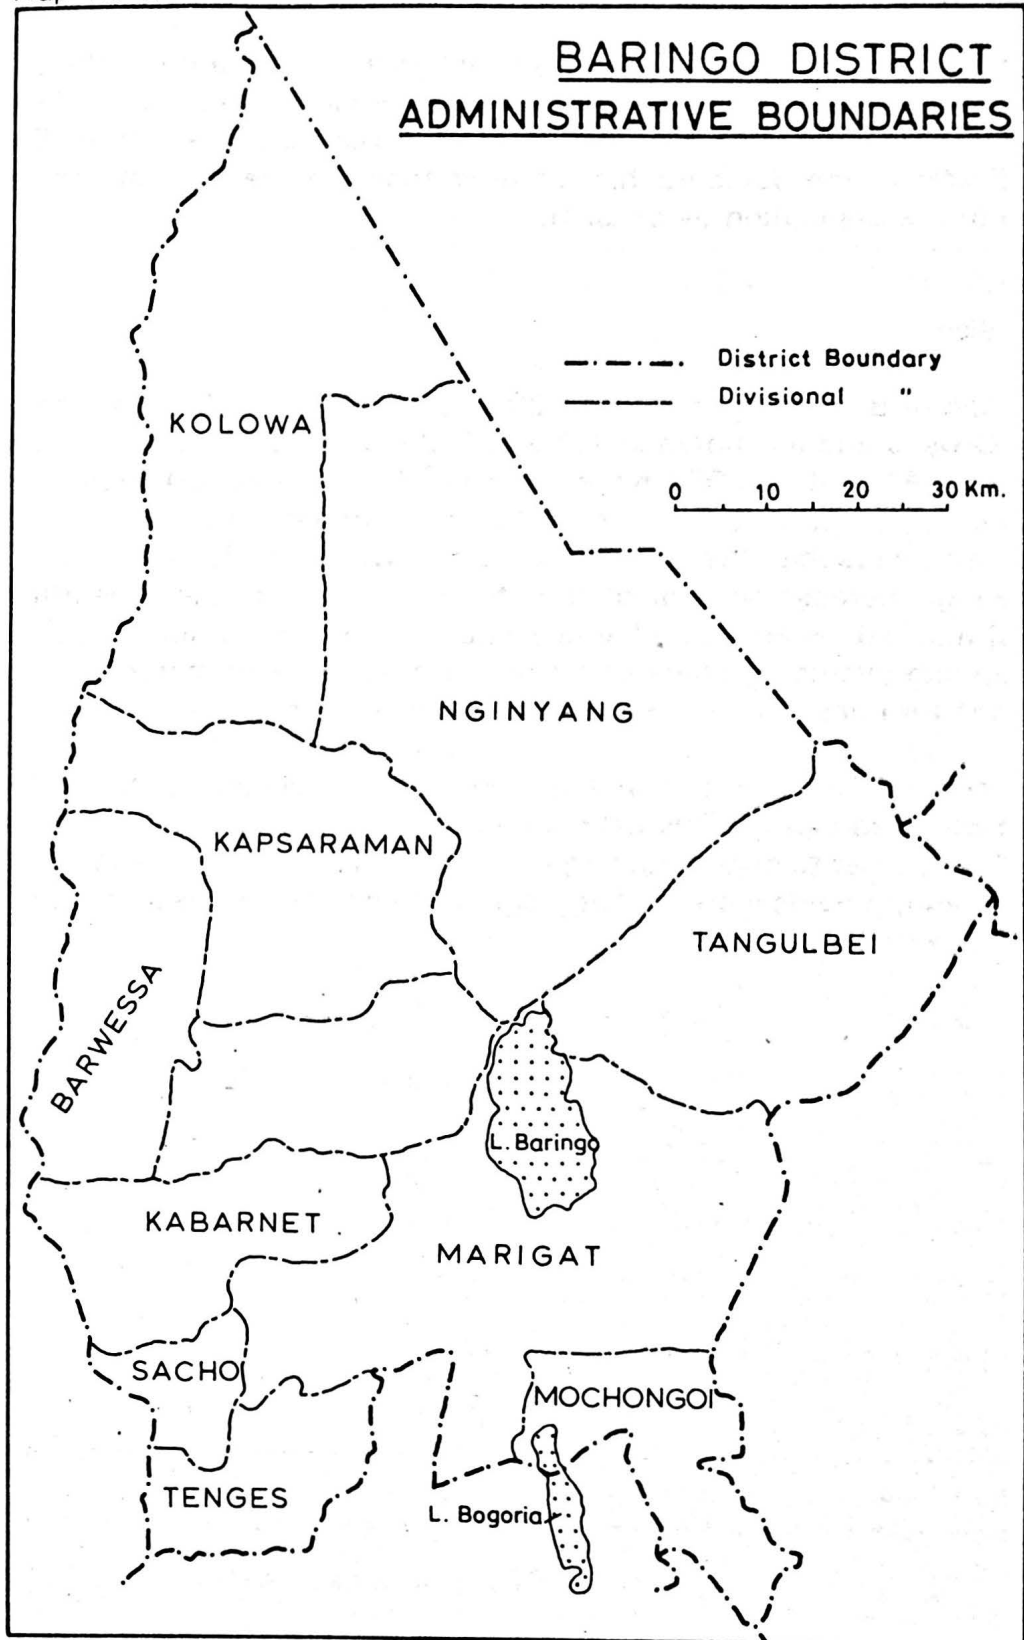 BARINGO DISTRICT
ADMINISTRATIVE BOUNDARIES
District Boundary
Divisional "
0 10 20 30 Km.
KOLOWA
NGINYANG
KAPSARAMAN
TANGULBEI
BARWESSA
L. Baringo
KABARNET
MARIGAT
SACHO
MOCHONGOI
TENGES
L. Bogoria